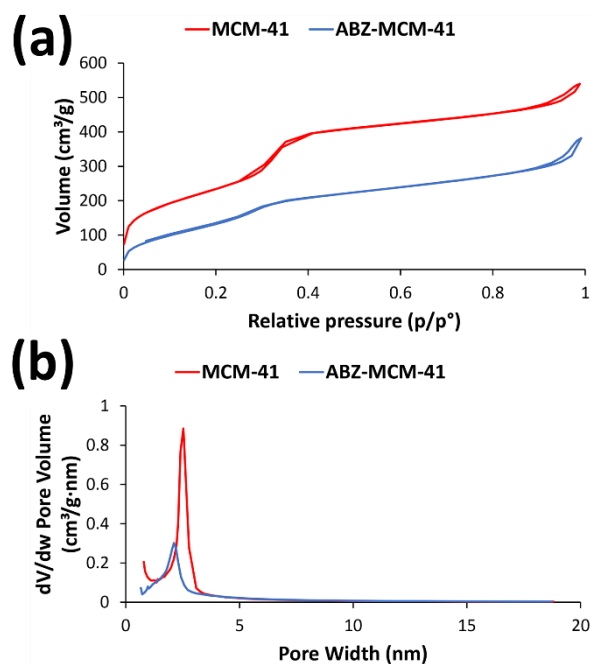 (a)
MCM-41 ABZ-MCM-41
Volume (cm³/g)
600
500
400
300
200
100
0
0 0.2 0.4 0.6 0.8 1
Relative pressure (p/p°)
(b)
MCM-41 ABZ-MCM-41
dV/dw Pore Volume
(cm³/g·nm)
1
0.8
0.6
0.4
0.2
0
0 5 10 15 20
Pore Width (nm)